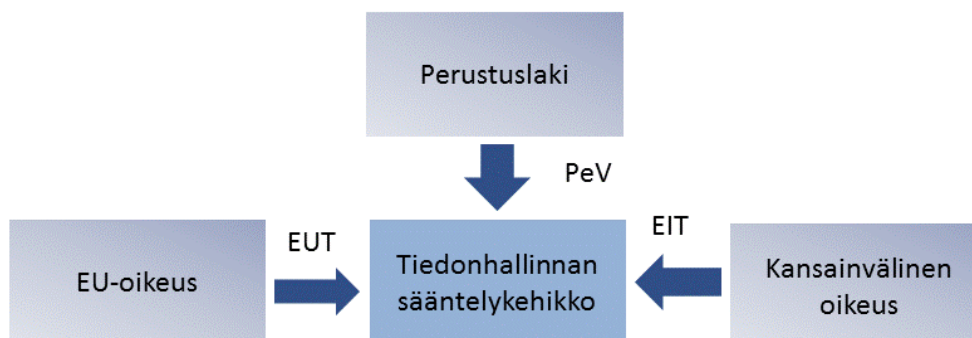 Perustuslaki
PeV
EUT
EIT
EU-oikeus
Tiedonhallinnan
sääntelykehikko
Kansainvälinen
oikeus